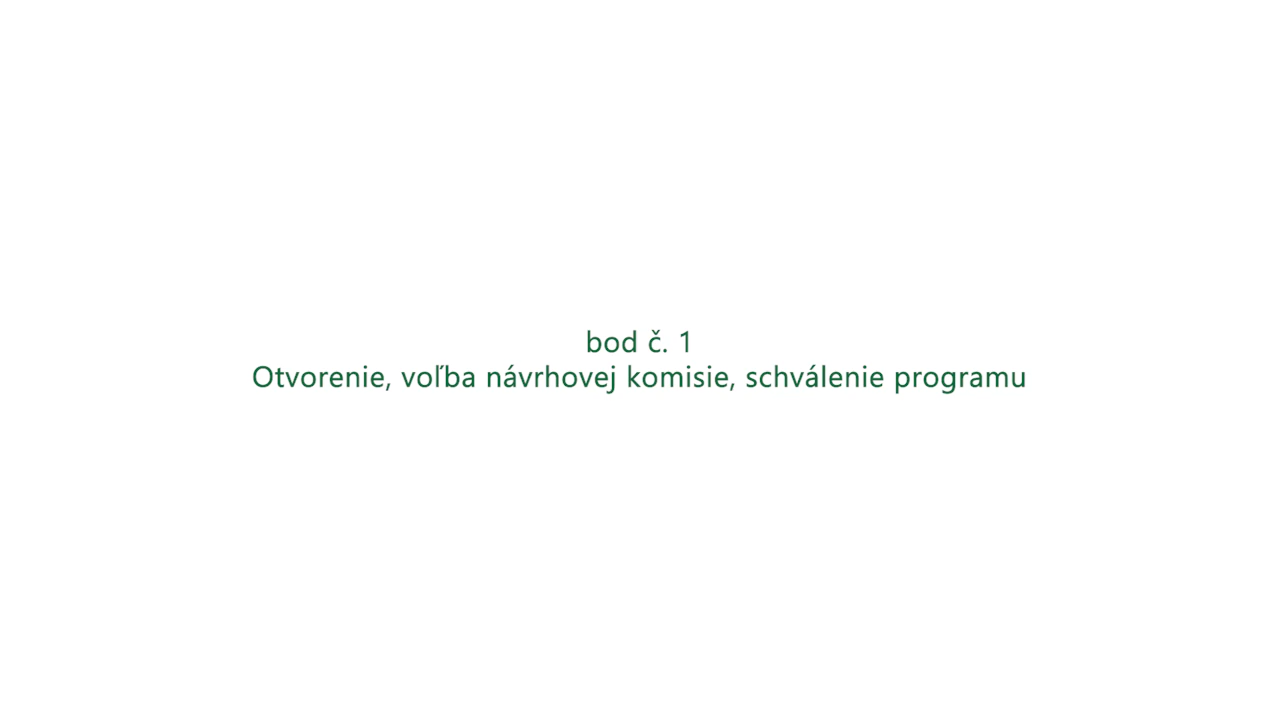 bod č. 1
Otvorenie, voľba návrhovej komisie, schválenie programu